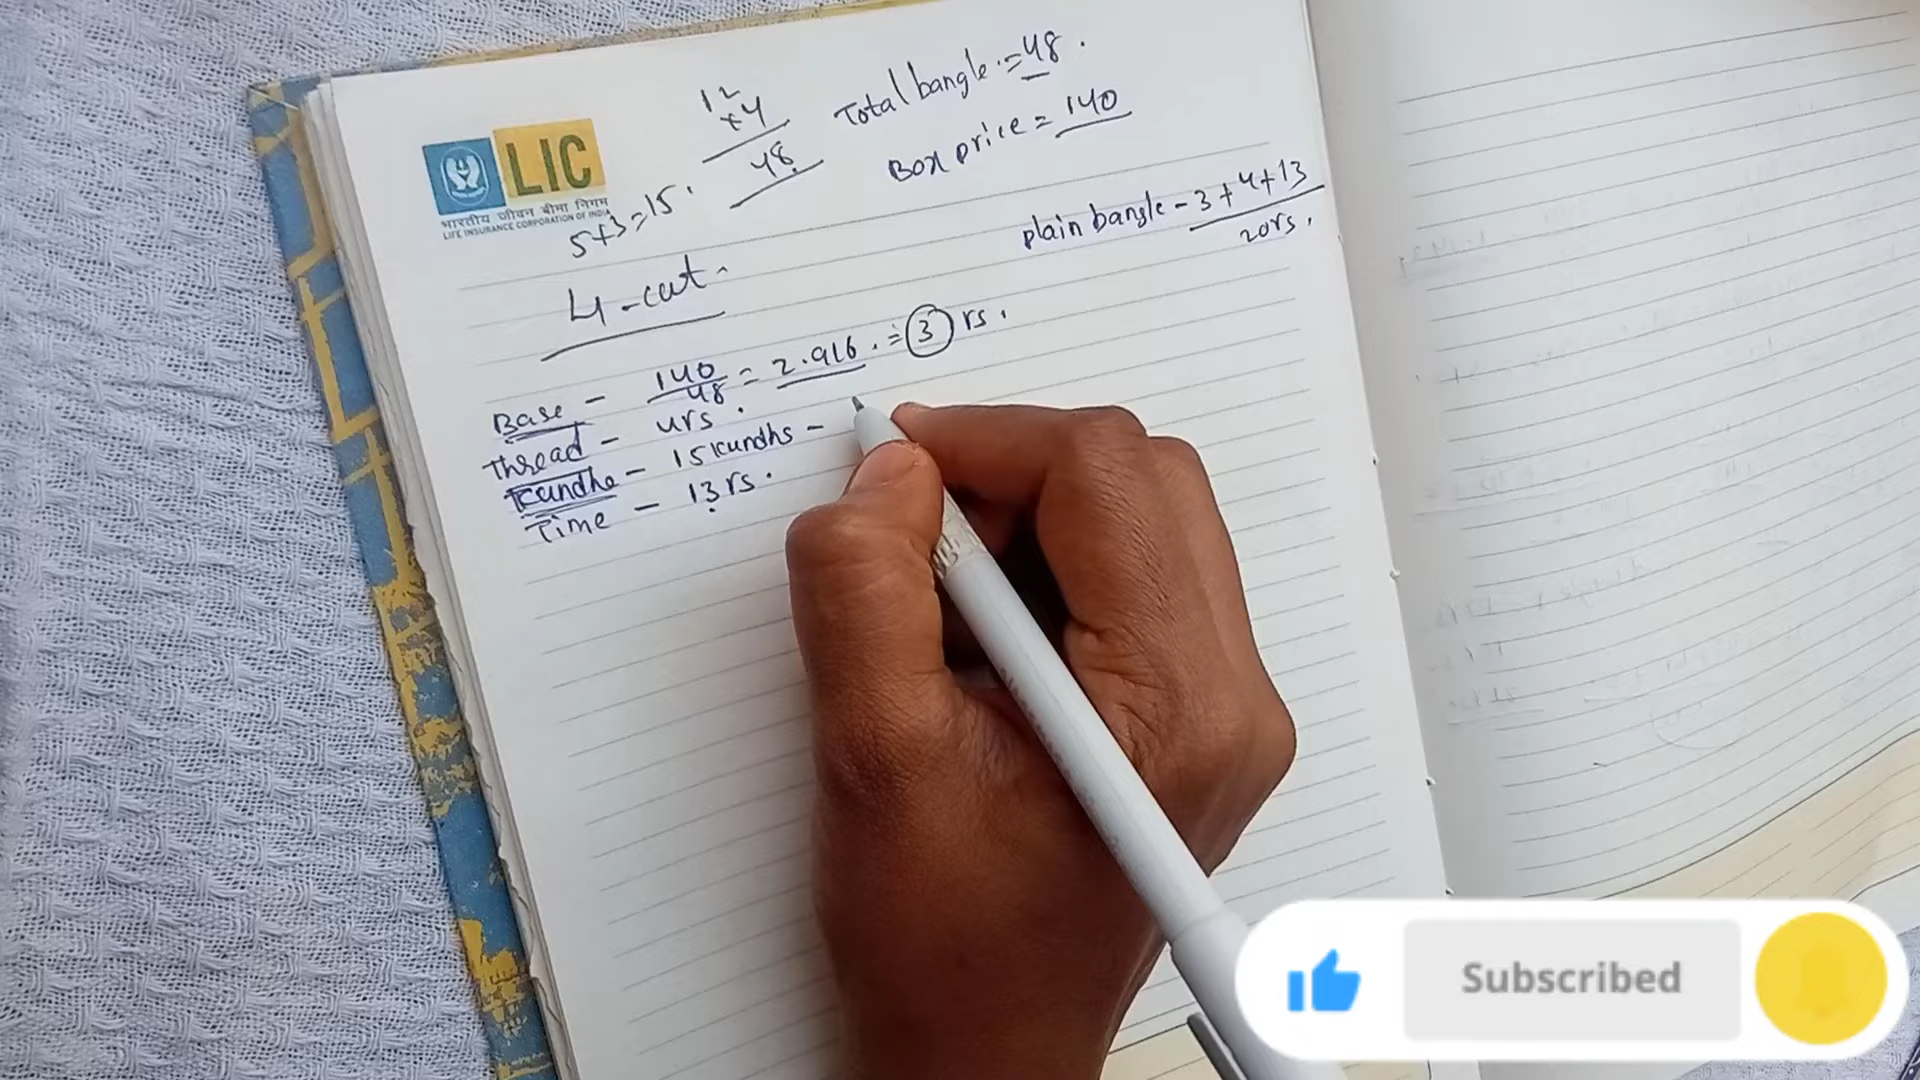 12
×4
48
Total bangle.=48.
Box price = 140
LIC
भारतीय जीवन बीमा निगम
LIFE INSURANCE CORPORATION OF INDIA
5+3=15.
plain bangle - 3+4+13
20rs.
4-cut.
Base - 140/48 = 2.916. = 3 rs.
Thread - 4rs.
Kundhe - 15 kundhs -
Time - 13rs.
Subscribed